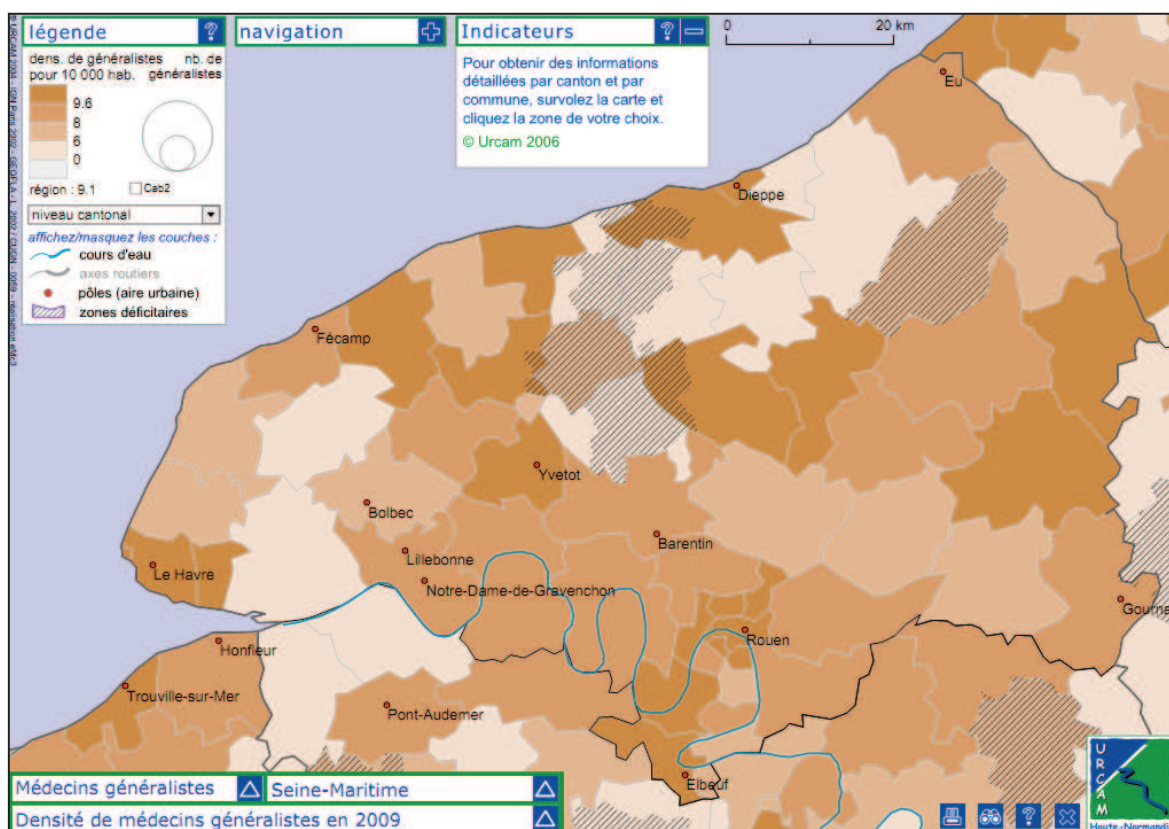 légende
?
navigation
Indicateurs
?
0
20 km
dens. de généralistes
pour 10 000 hab.
nb. de
généralistes
9.6
8
6
0
région : 9.1
Cab2
niveau cantonal
affichez/masquez les couches :
cours d'eau
axes routiers
pôles (aire urbaine)
zones déficitaires
Pour obtenir des informations
détaillées par canton et par
commune, survolez la carte et
cliquez la zone de votre choix.
© Urcam 2006
Eu
Dieppe
Fécamp
Yvetot
Bolbec
Barentin
Lillebonne
Le Havre
Notre-Dame-de-Gravenchon
Gourna
Rouen
Honfleur
Trouville-sur-Mer
Pont-Audemer
Elbeuf
Médecins généralistes
Seine-Maritime
Densité de médecins généralistes en 2009
?
URCAM
Haute-Normandi